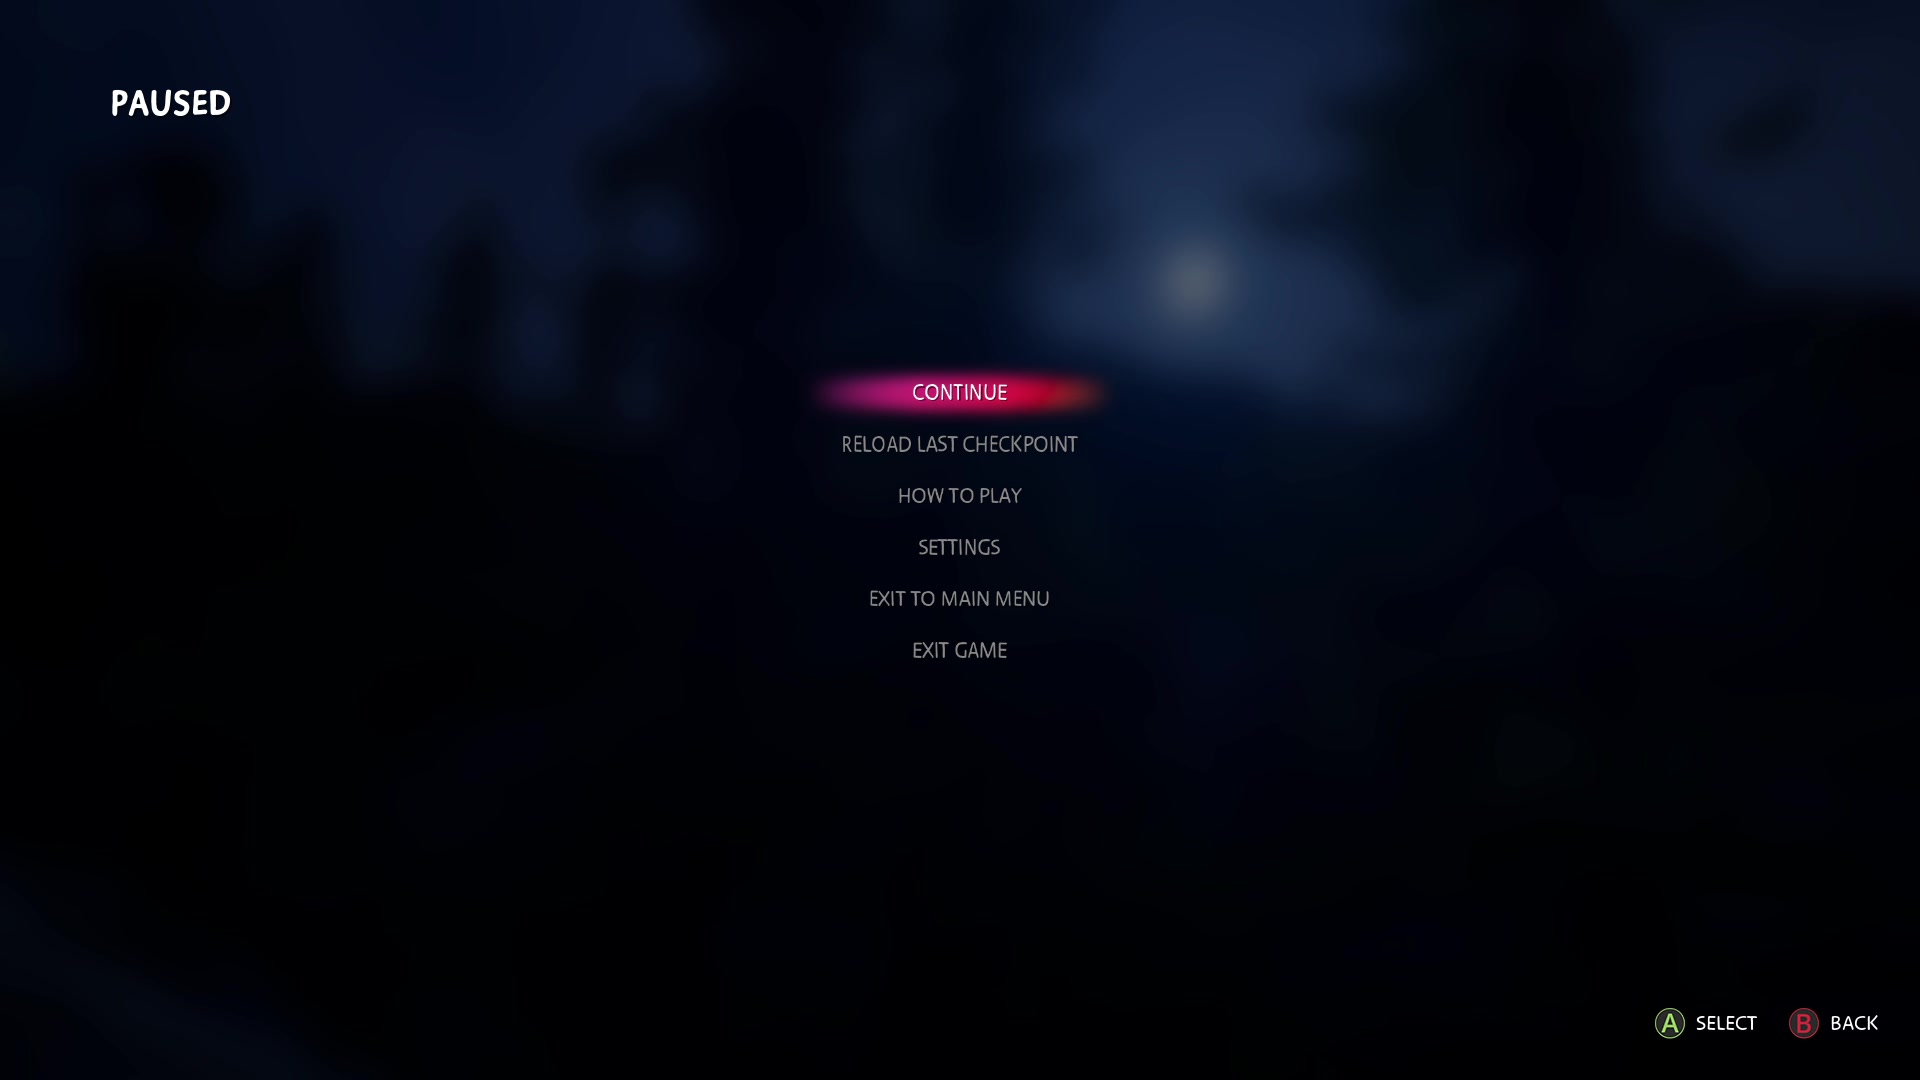 PAUSED
CONTINUE
RELOAD LAST CHECKPOINT
HOW TO PLAY
SETTINGS
EXIT TO MAIN MENU
EXIT GAME
A SELECT B BACK